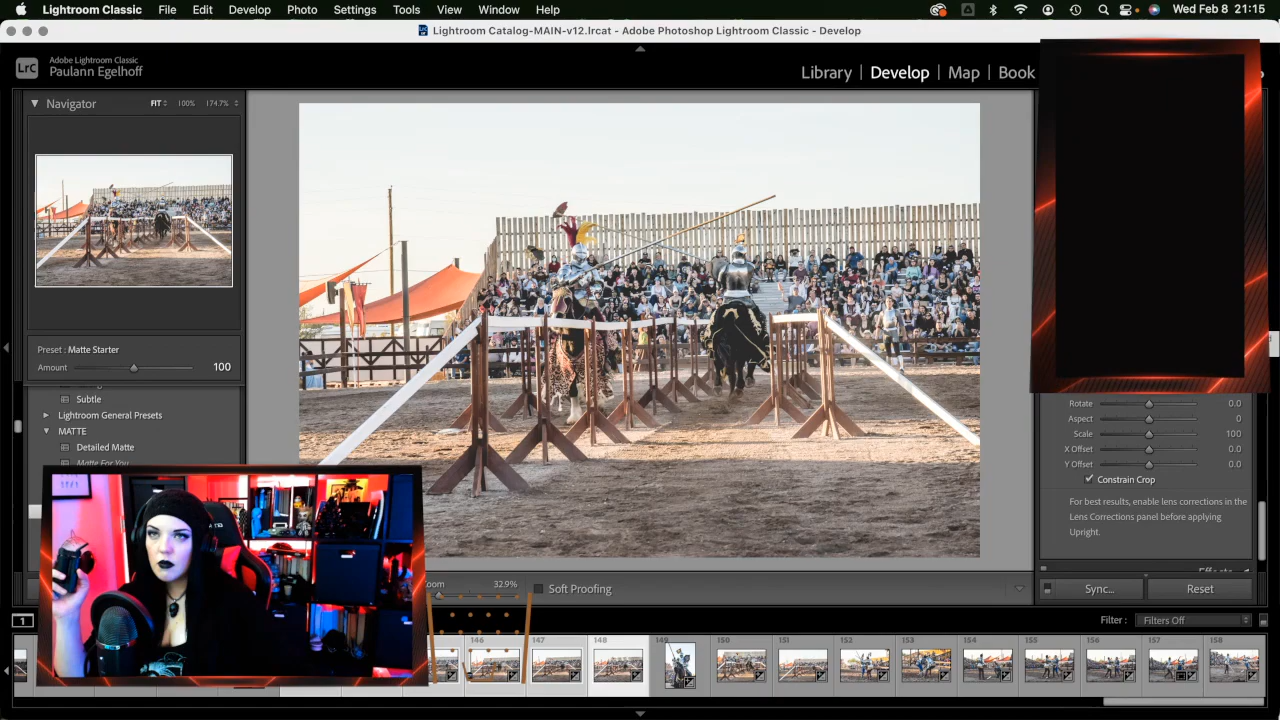 Lightroom Classic File Edit Develop Photo Settings Tools View Window Help Wed Feb 8 21:15
Lightroom Catalog-MAIN-v12.lrcat - Adobe Photoshop Lightroom Classic - Develop
LrC Adobe Lightroom Classic
Paulann Egelhoff
Library | Develop | Map | Book
Navigator FIT 100% 174.7%
Preset : Matte Starter
Amount 100
Subtle
Lightroom General Presets
MATTE
Detailed Matte
Matte For You
Rotate 0.0
Aspect 0
Scale 100
X Offset 0.0
Y Offset 0.0
Constrain Crop
For best results, enable lens corrections in the
Lens Corrections panel before applying
Upright.
32.9% Soft Proofing
Sync... Reset
1 Filter : Filters Off
146 147 148 149 150 151 152 153 154 155 156 157 158